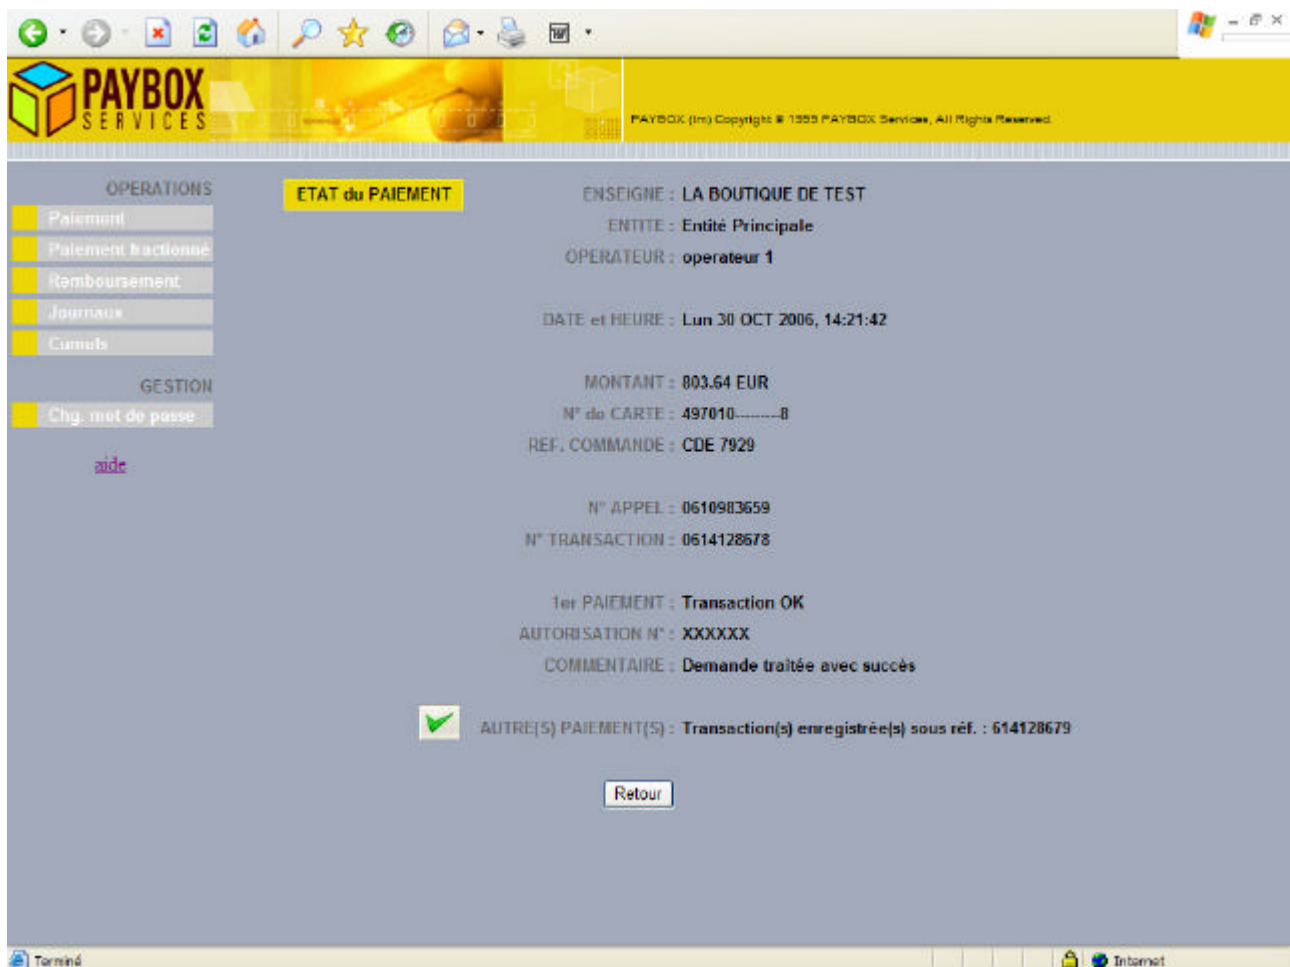 PAYBOX
SERVICES
PAYBOX (tm) Copyright © 1999 PAYBOX Services, All Rights Reserved.
OPERATIONS
Paiement
Paiement fractionné
Remboursement
Journaux
Cumuls
GESTION
Chg. mot de passe
aide
ETAT du PAIEMENT
ENSEIGNE : LA BOUTIQUE DE TEST
ENTITE : Entité Principale
OPERATEUR : operateur 1
DATE et HEURE : Lun 30 OCT 2006, 14:21:42
MONTANT : 803.64 EUR
N° de CARTE : 497010---------8
REF. COMMANDE : CDE 7929
N° APPEL : 0610983659
N° TRANSACTION : 0614128678
1er PAIEMENT : Transaction OK
AUTORISATION N° : XXXXXX
COMMENTAIRE : Demande traitée avec succès
AUTRE(S) PAIEMENT(S) : Transaction(s) enregistrée(s) sous réf. : 614128679
Retour
Terminé
Internet